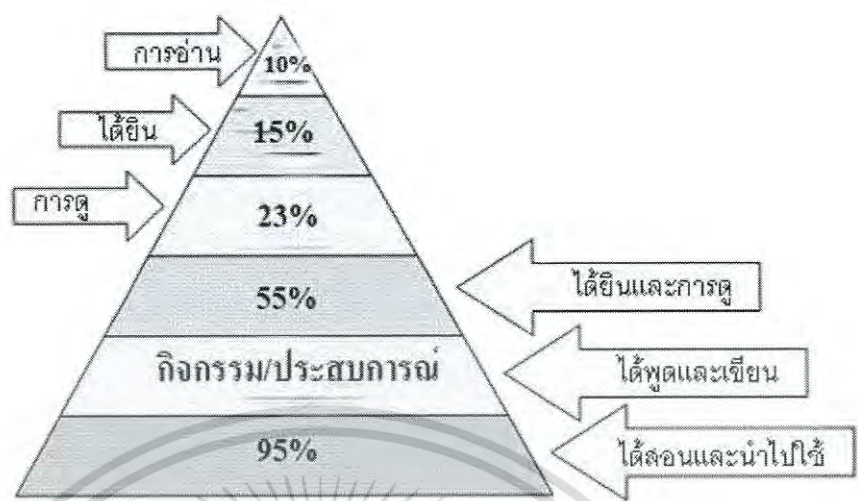 การอ่าน
10%
ได้ยิน
15%
การดู
23%
ได้ยินและการดู
55%
กิจกรรม/ประสบการณ์
ได้พูดและเขียน
95%
ได้สอนและนำไปใช้